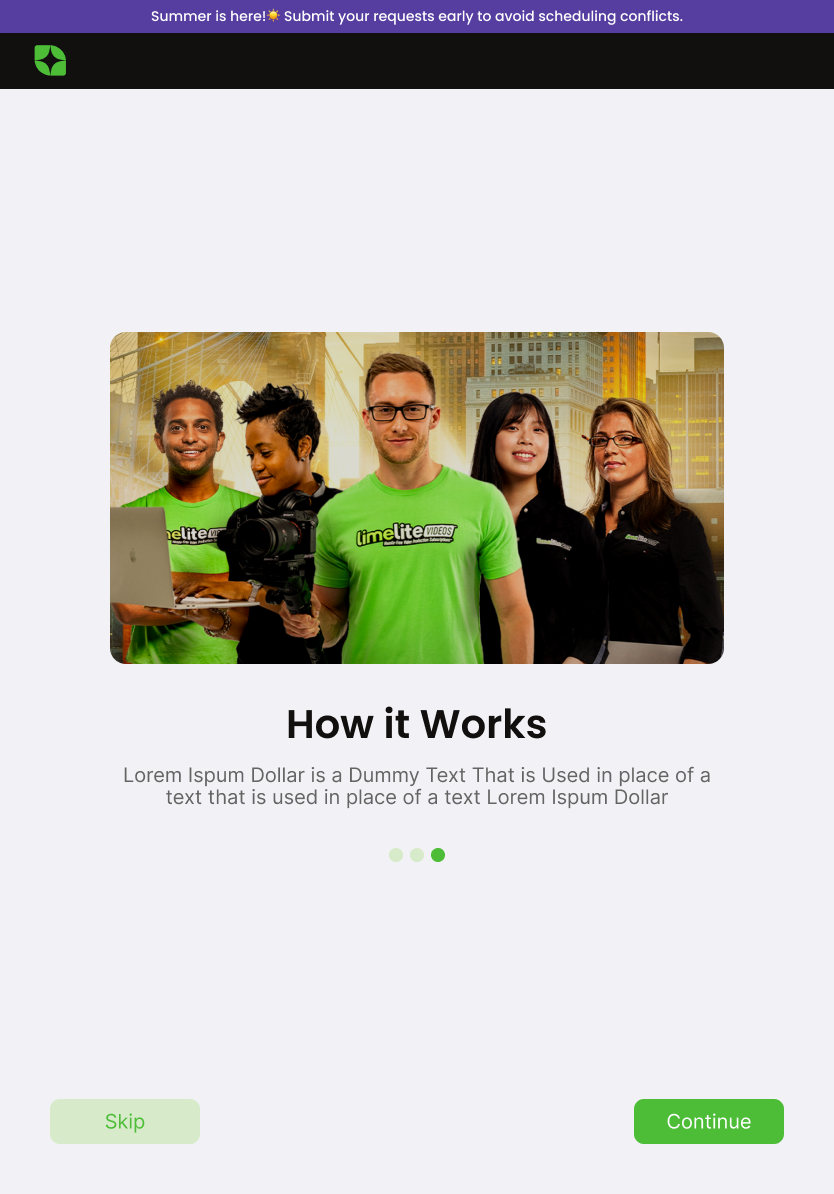 Summer is here!☀️ Submit your requests early to avoid scheduling conflicts.
limelite VIDEOS
How it Works
Lorem Ispum Dollar is a Dummy Text That is Used in place of a
text that is used in place of a text Lorem Ispum Dollar
Skip
Continue